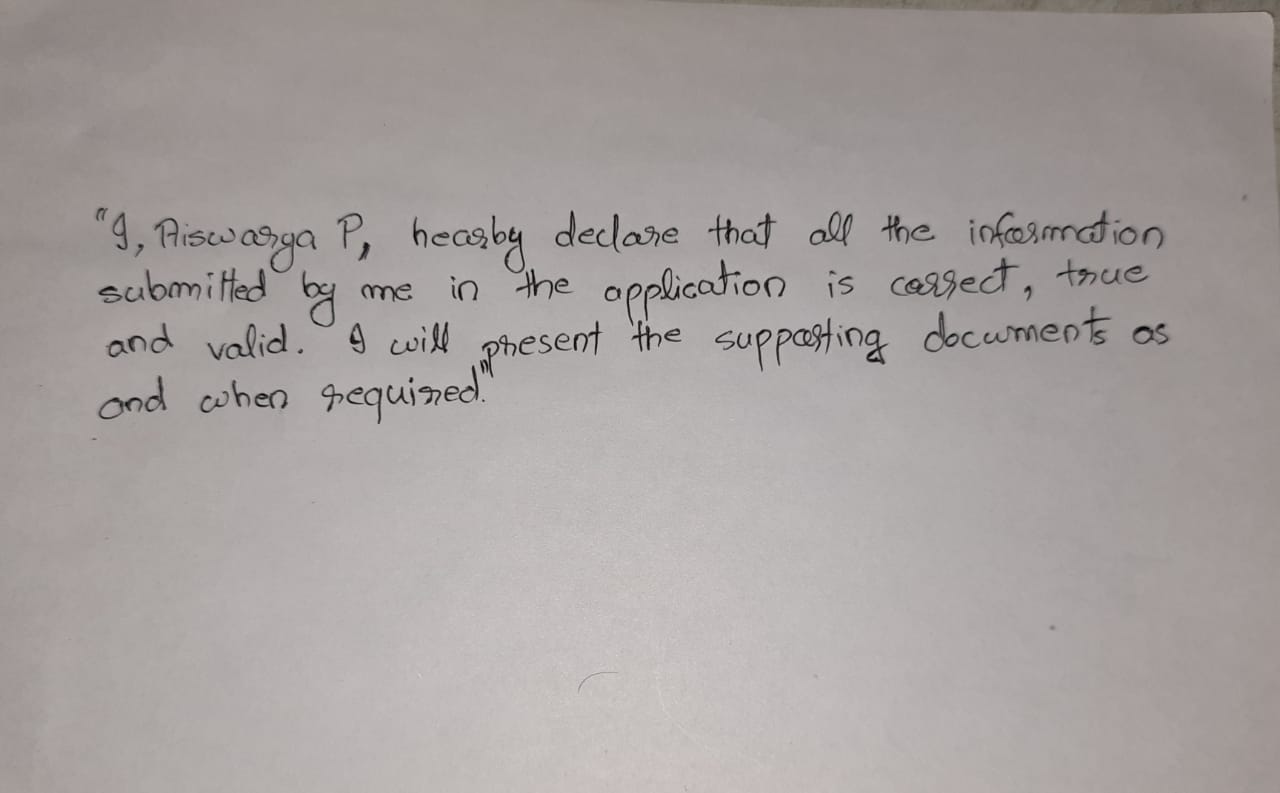 "I, Aiswarya P, hearby declare that all the information
submitted by me in the application is correct, true
and valid. I will present the supporting documents as
and when required."